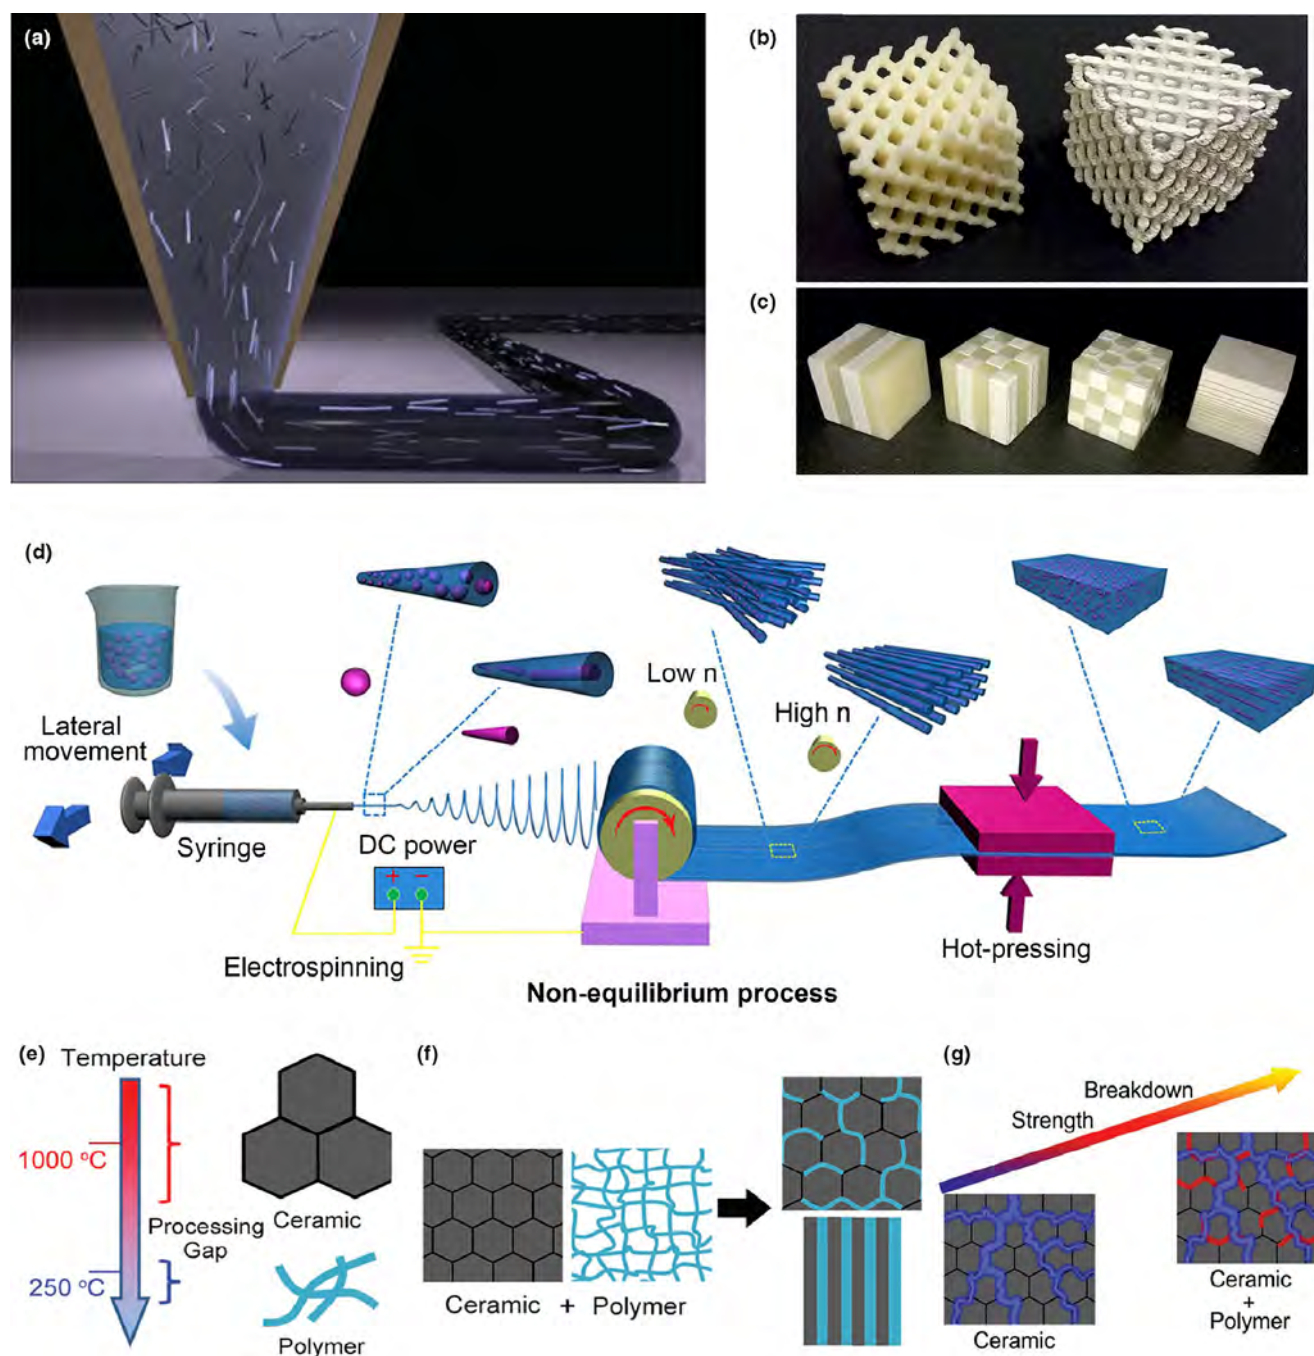 (a)
(b)
(c)
(d)
Low n
High n
Lateral
movement
Syringe
DC power
+ −
Electrospinning
Hot-pressing
Non-equilibrium process
(e)
Temperature
1000 °C
Processing
Gap
250 °C
Ceramic
Polymer
(f)
Ceramic + Polymer
(g)
Breakdown
Strength
Ceramic
Ceramic
+
Polymer